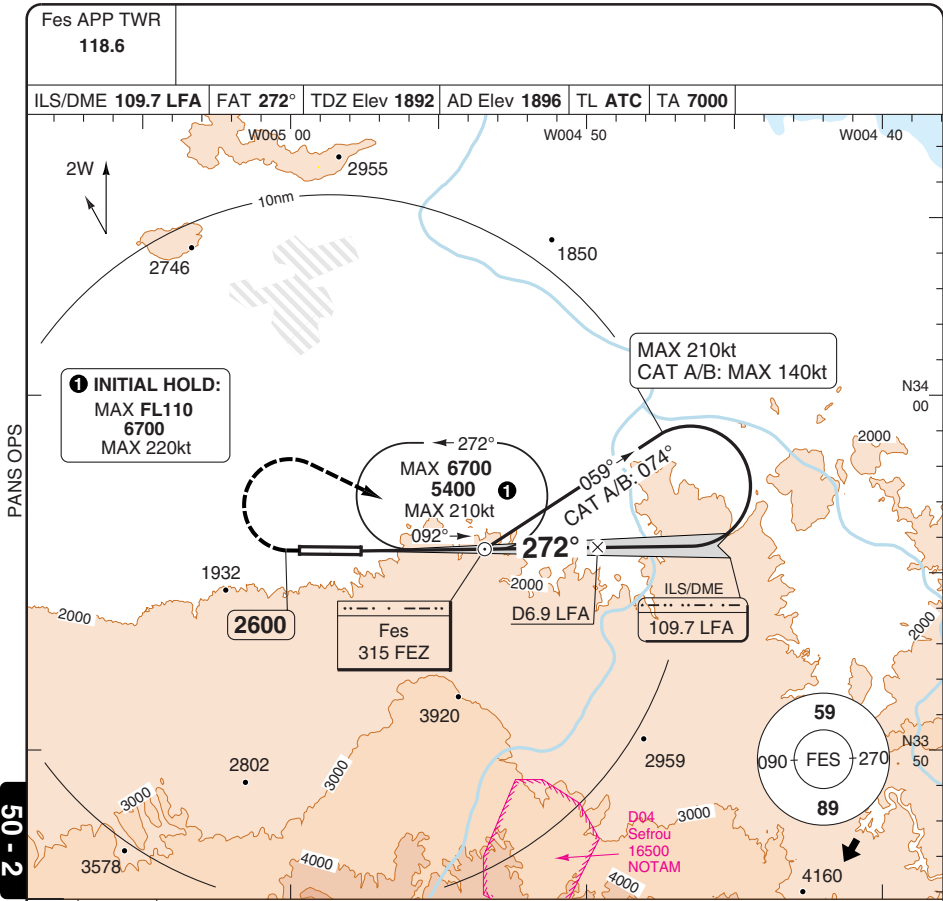 Fes APP TWR
118.6
ILS/DME 109.7 LFA FAT 272° TDZ Elev 1892 AD Elev 1896 TL ATC TA 7000
W005 00
W004 50
W004 40
2W
2955
10nm
2746
1850
MAX 210kt
CAT A/B: MAX 140kt
N34
00
❶ INITIAL HOLD:
MAX FL110
6700
MAX 220kt
PANS OPS
2000
272°
MAX 6700
5400
MAX 210kt
❶
092°
059°
CAT A/B: 074°
272°
1932
2000
2000
2600
Fes
315 FEZ
D6.9 LFA
ILS/DME
109.7 LFA
2000
3920
2959
2802
3000
3000
3578
4000
59
090 FES 270
89
N33
50
D04
Sefrou
16500
NOTAM
3000
4000
4160
50 - 2